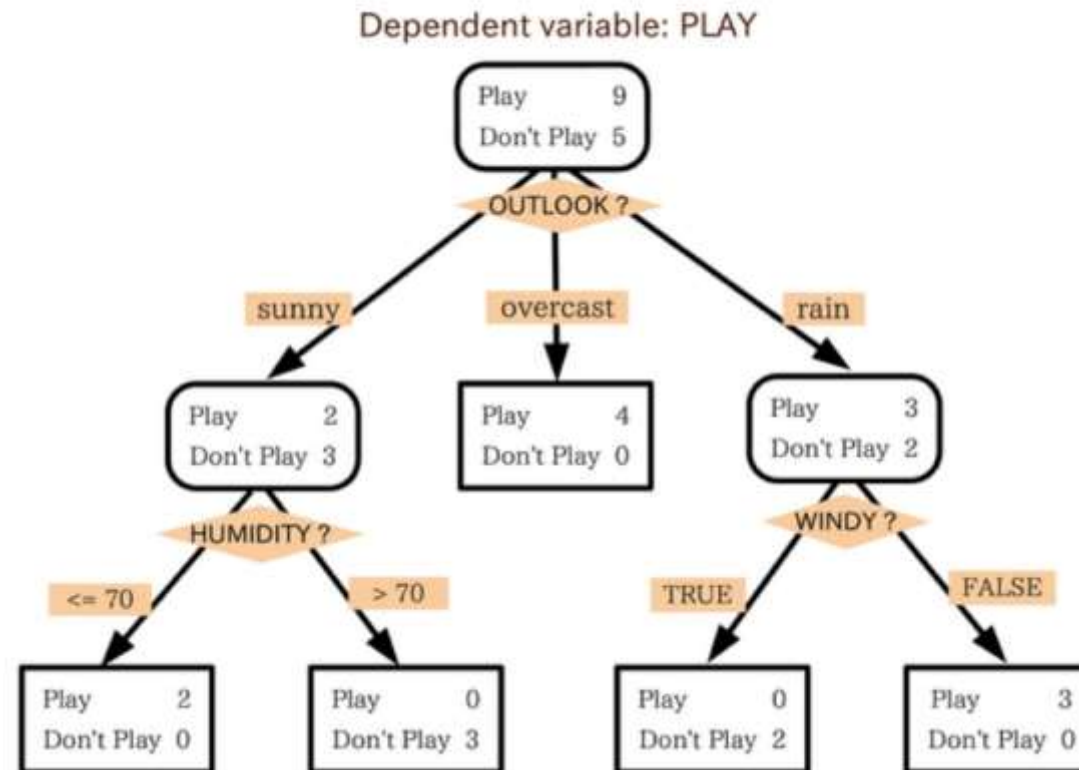 Dependent variable: PLAY
Play 9
Don't Play 5
OUTLOOK ?
sunny
overcast
rain
Play 2
Don't Play 3
Play 4
Don't Play 0
Play 3
Don't Play 2
HUMIDITY ?
WINDY ?
<= 70
> 70
TRUE
FALSE
Play 2
Don't Play 0
Play 0
Don't Play 3
Play 0
Don't Play 2
Play 3
Don't Play 0